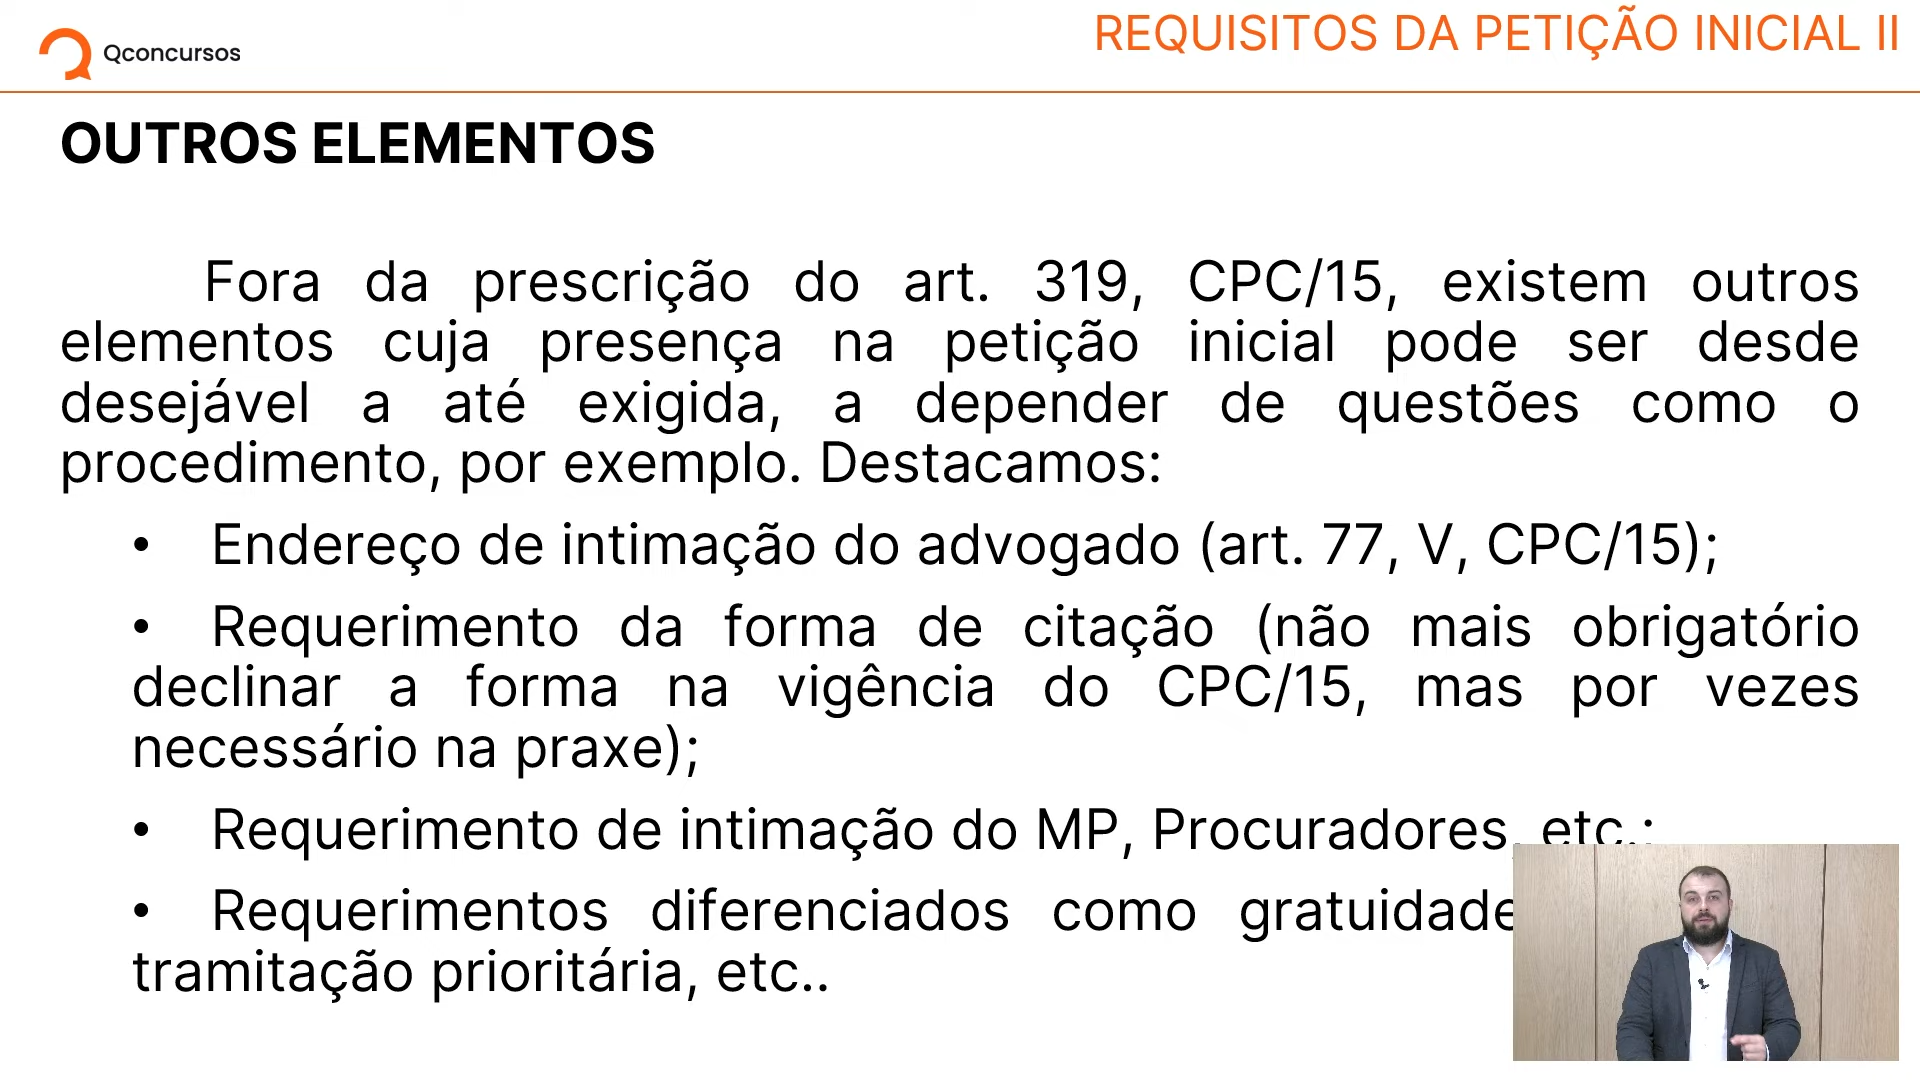 Qconcursos
REQUISITOS DA PETIÇÃO INICIAL II
OUTROS ELEMENTOS
Fora da prescrição do art. 319, CPC/15, existem outros
elementos cuja presença na petição inicial pode ser desde
desejável a até exigida, a depender de questões como o
procedimento, por exemplo. Destacamos:
• Endereço de intimação do advogado (art. 77, V, CPC/15);
• Requerimento da forma de citação (não mais obrigatório
declinar a forma na vigência do CPC/15, mas por vezes
necessário na praxe);
• Requerimento de intimação do MP, Procuradores, etc.;
• Requerimentos diferenciados como gratuidade
tramitação prioritária, etc..